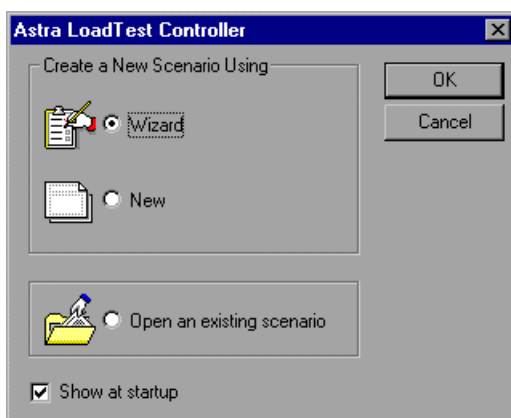 Astra LoadTest Controller
Create a New Scenario Using
Wizard
New
Open an existing scenario
Show at startup
OK
Cancel